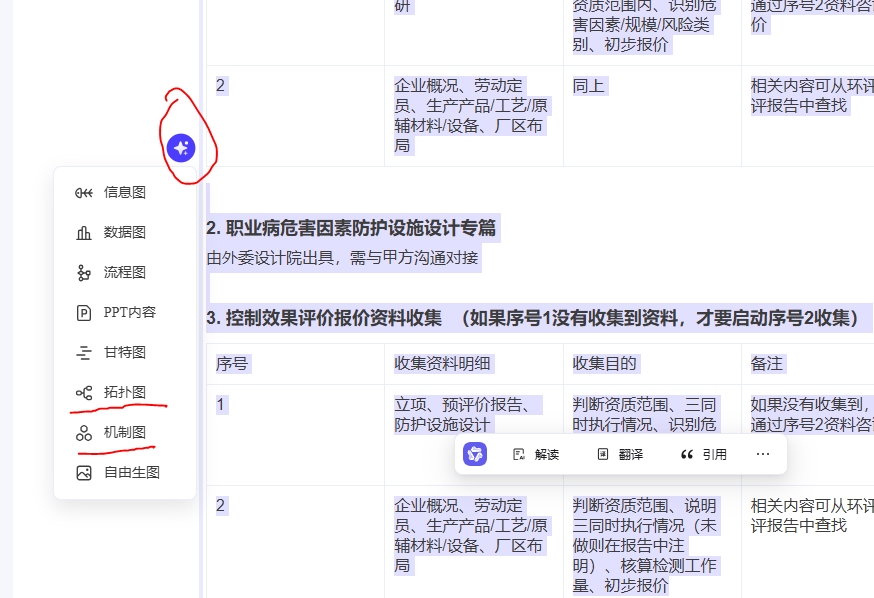 研
资质范围内、识别危
害因素/规模/风险类
别、初步报价
通过序号2资料咨
价
2
企业概况、劳动定
员、生产产品/工艺/原
辅材料/设备、厂区布
局
同上
相关内容可从环评
评报告中查找
信息图
数据图
流程图
PPT内容
甘特图
拓扑图
机制图
自由生图
2. 职业病危害因素防护设施设计专篇
由外委设计院出具，需与甲方沟通对接
3. 控制效果评价报价资料收集 （如果序号1没有收集到资料，才要启动序号2收集）
序号
收集资料明细
收集目的
备注
1
立项、预评价报告、
防护设施设计
判断资质范围、三同
时执行情况、识别危
如果没有收集到，
通过序号2资料咨
解读
翻译
引用
2
企业概况、劳动定
员、生产产品/工艺/原
辅材料/设备、厂区布
局
判断资质范围、说明
三同时执行情况（未
做则在报告中注
明）、核算检测工作
量、初步报价
相关内容可从环评
评报告中查找